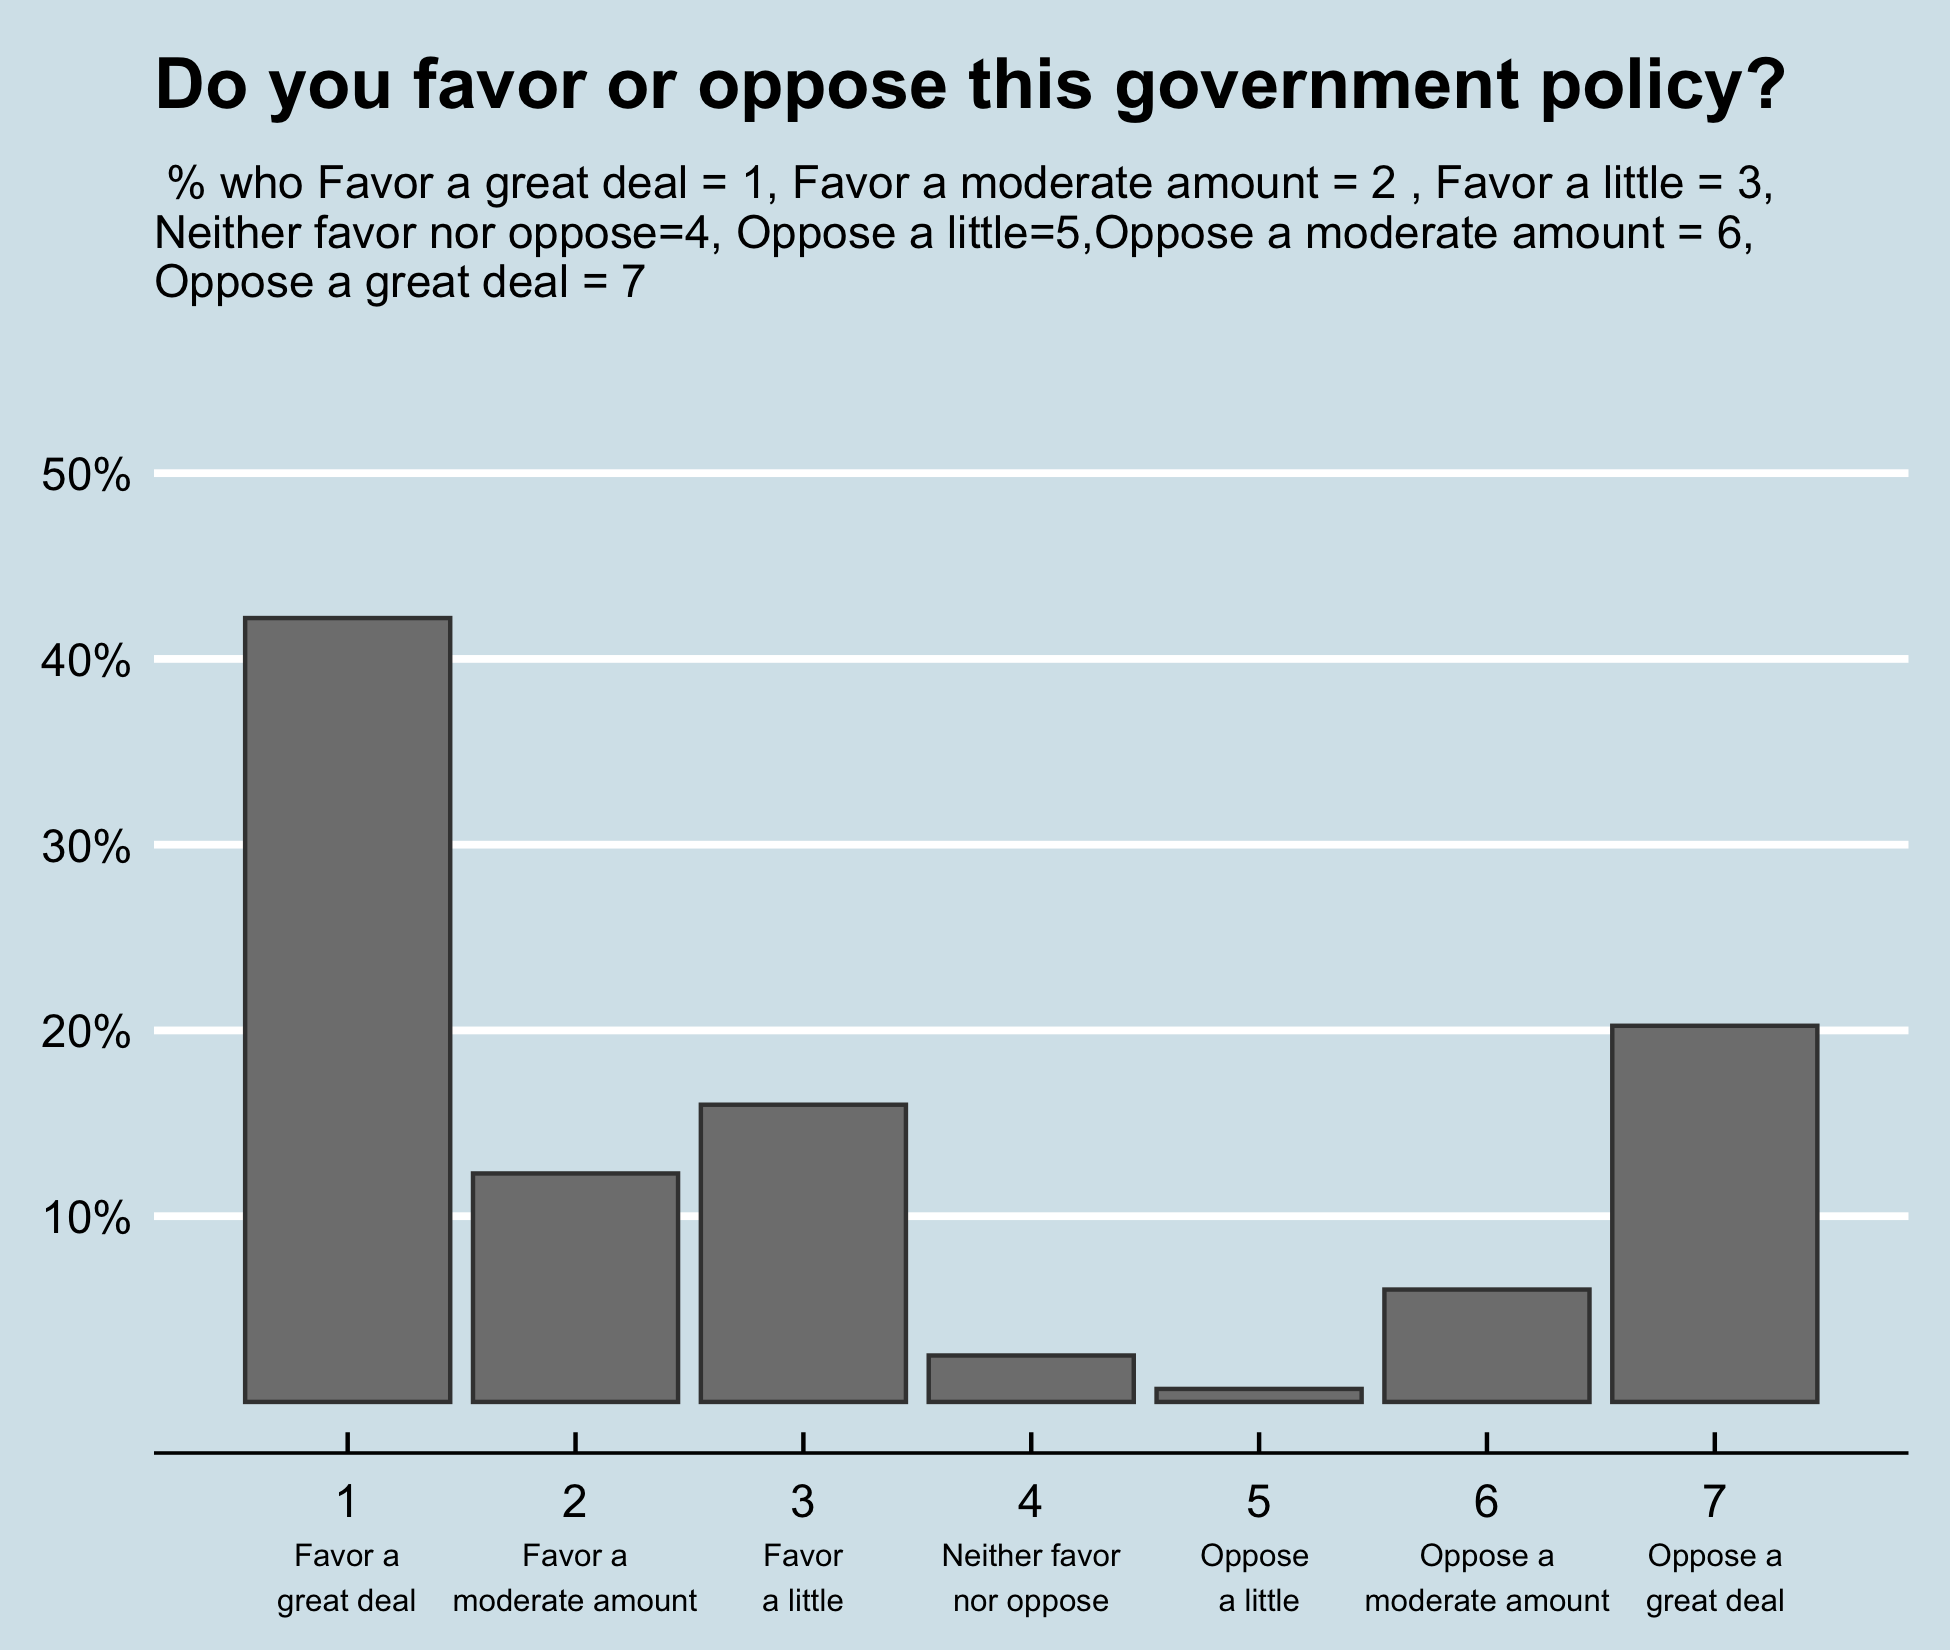 Do you favor or oppose this government policy?
% who Favor a great deal = 1, Favor a moderate amount = 2 , Favor a little = 3,
Neither favor nor oppose=4, Oppose a little=5,Oppose a moderate amount = 6,
Oppose a great deal = 7
50%
40%
30%
20%
10%
1 2 3 4 5 6 7
Favor a Favor a Favor Neither favor Oppose Oppose a Oppose a
great deal moderate amount a little nor oppose a little moderate amount great deal